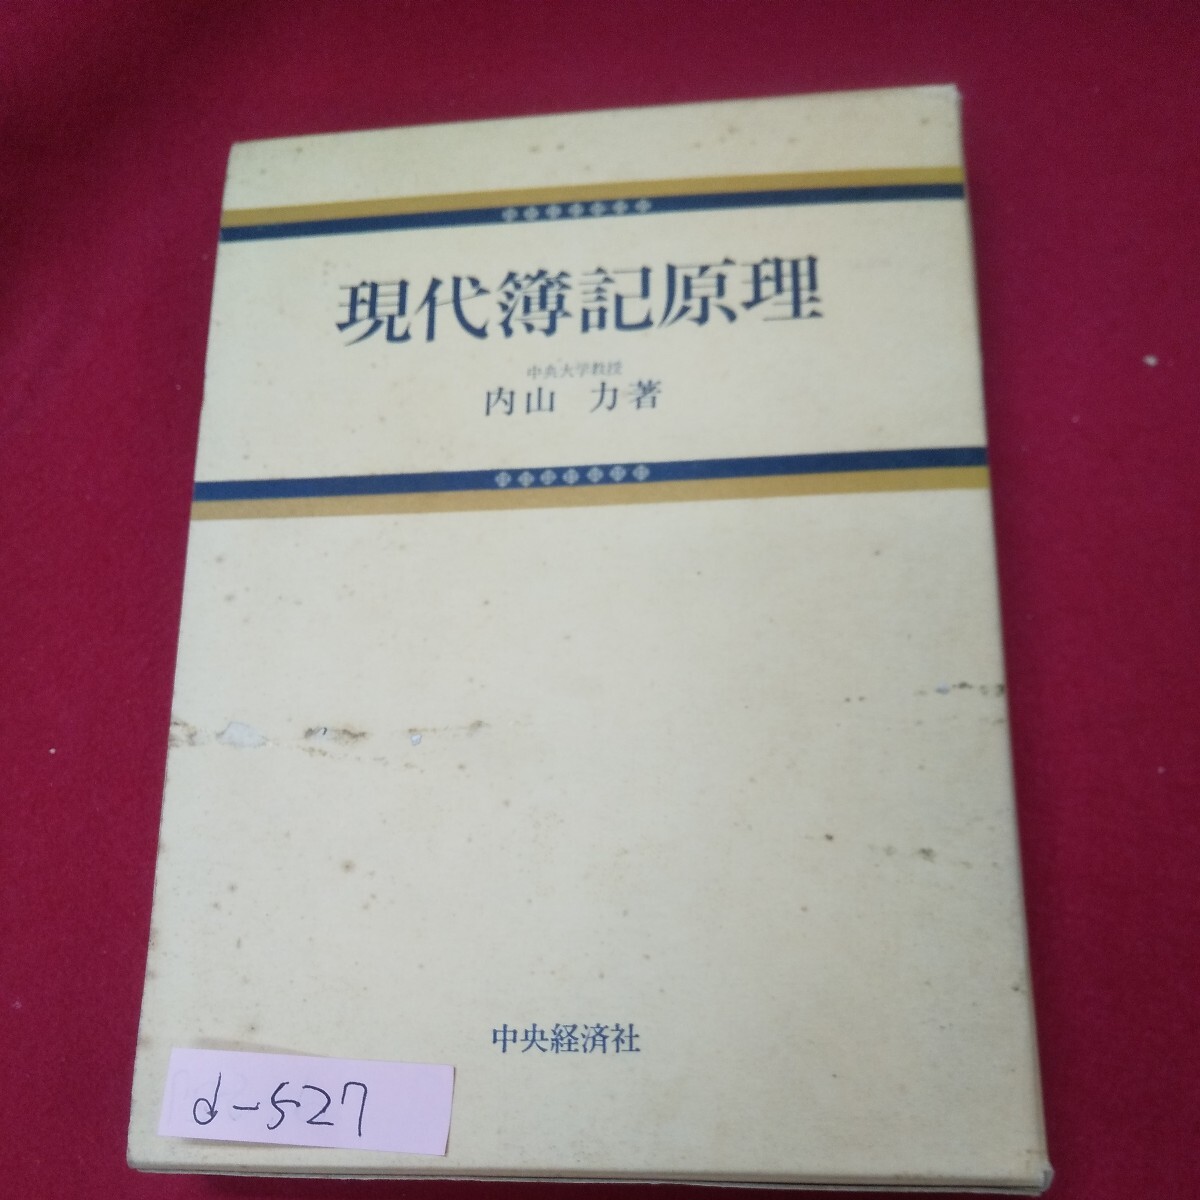 現代簿記原理
中央大学教授
内山 力著
中央経済社
d-527